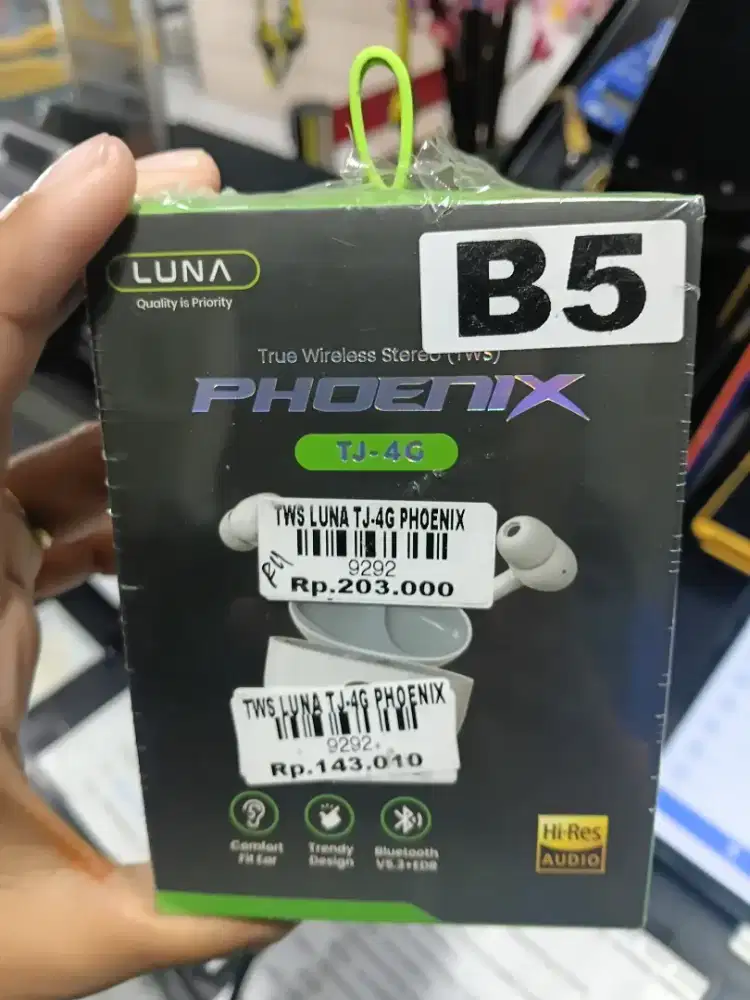 LUNA
Quality is Priority
B5
True Wireless Stereo (TWS)
PHOENIX
TJ-4G
TWS LUNA TJ-4G PHOENIX
9292
R4
Rp.203.000
TWS LUNA TJ-4G PHOENIX
9292
Rp.143.010
Comfort
Fit Ear
Trendy
Design
Bluetooth
V5.3+EDR
Hi-Res
AUDIO